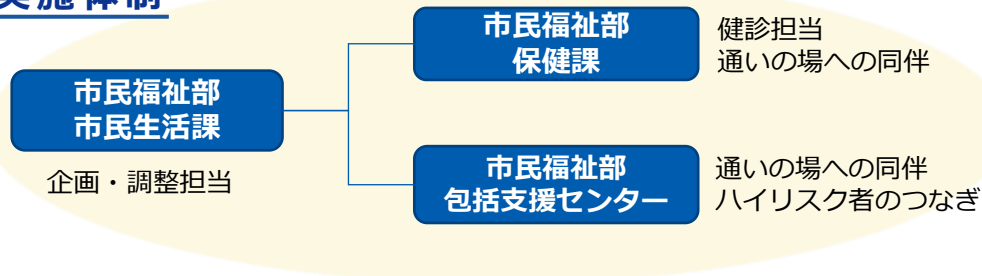 実施体制
市民福祉部
保健課
健診担当
通いの場への同伴
市民福祉部
市民生活課
企画・調整担当
市民福祉部
包括支援センター
通いの場への同伴
ハイリスク者のつなぎ